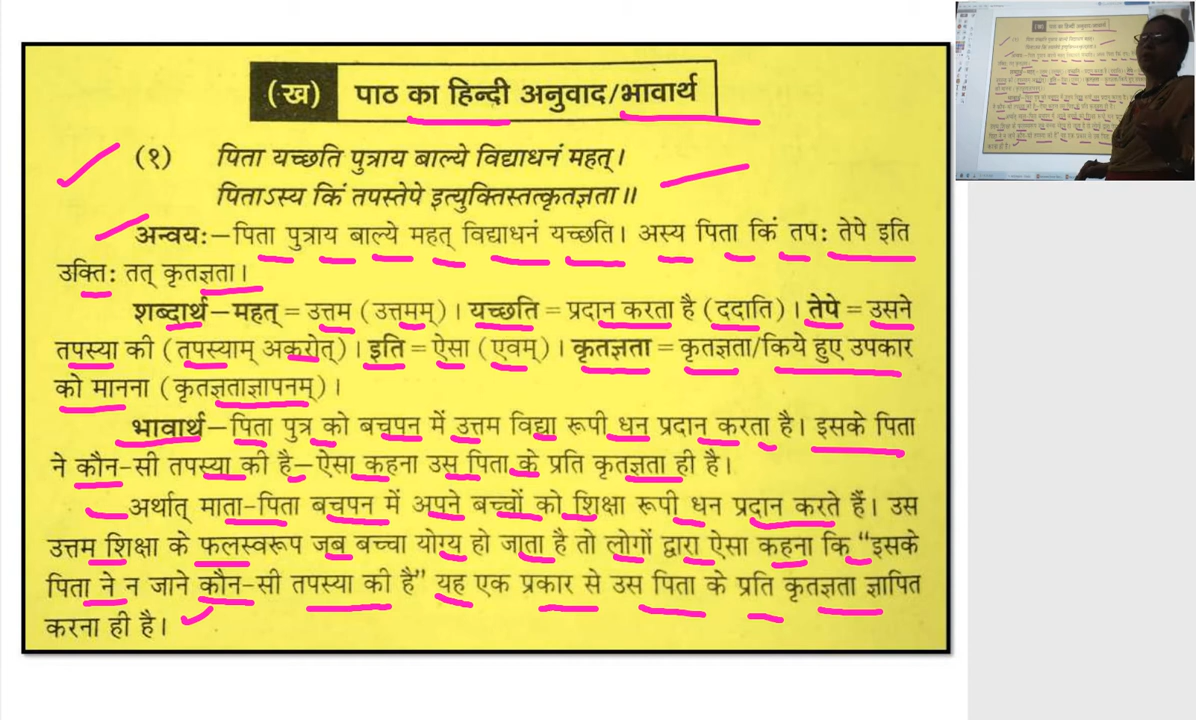 (ख) पाठ का हिन्दी अनुवाद/भावार्थ
(१) पिता यच्छति पुत्राय बाल्ये विद्याधनं महत्।
पिताऽस्य किं तपस्तेपे इत्युक्तिस्तत्कृतज्ञता॥
अन्वयः–पिता पुत्राय बाल्ये महत् विद्याधनं यच्छति। अस्य पिता किं तपः तेपे इति
उक्तिः तत् कृतज्ञता।
शब्दार्थ–महत् = उत्तम (उत्तमम्)। यच्छति = प्रदान करता है (ददाति)। तेपे = उसने
तपस्या की (तपस्याम् अकरोत्)। इति = ऐसा (एवम्)। कृतज्ञता = कृतज्ञता/किये हुए उपकार
को मानना (कृतज्ञताज्ञापनम्)।
भावार्थ–पिता पुत्र को बचपन में उत्तम विद्या रूपी धन प्रदान करता है। इसके पिता
ने कौन-सी तपस्या की है–ऐसा कहना उस पिता के प्रति कृतज्ञता ही है।
अर्थात् माता-पिता बचपन में अपने बच्चों को शिक्षा रूपी धन प्रदान करते हैं। उस
उत्तम शिक्षा के फलस्वरूप जब बच्चा योग्य हो जाता है तो लोगों द्वारा ऐसा कहना कि “इसके
पिता ने न जाने कौन-सी तपस्या की है” यह एक प्रकार से उस पिता के प्रति कृतज्ञता ज्ञापित
करना ही है।